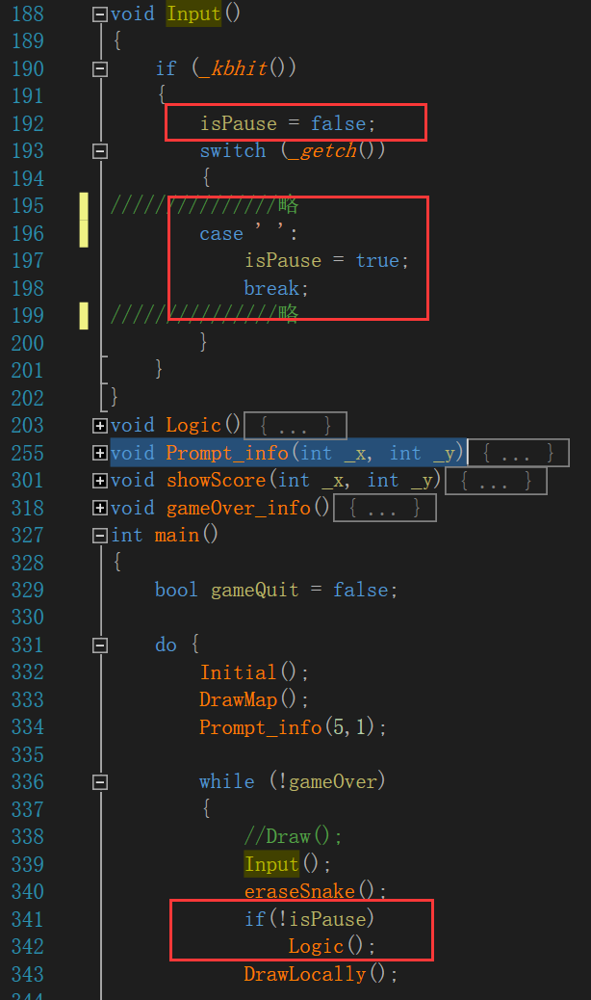 188 void Input()
189 {
190 if (_kbhit())
191 {
192 isPause = false;
193 switch (_getch())
194 {
195 ///////////////略
196 case ' ':
197 isPause = true;
198 break;
199 ///////////////略
200 }
201 }
202 }
203 void Logic() { ... }
255 void Prompt_info(int _x, int _y) { ... }
301 void showScore(int _x, int _y) { ... }
318 void gameOver_info() { ... }
327 int main()
328 {
329 bool gameQuit = false;
330
331 do {
332 Initial();
333 DrawMap();
334 Prompt_info(5,1);
335
336 while (!gameOver)
337 {
338 //Draw();
339 Input();
340 eraseSnake();
341 if(!isPause)
342 Logic();
343 DrawLocally();